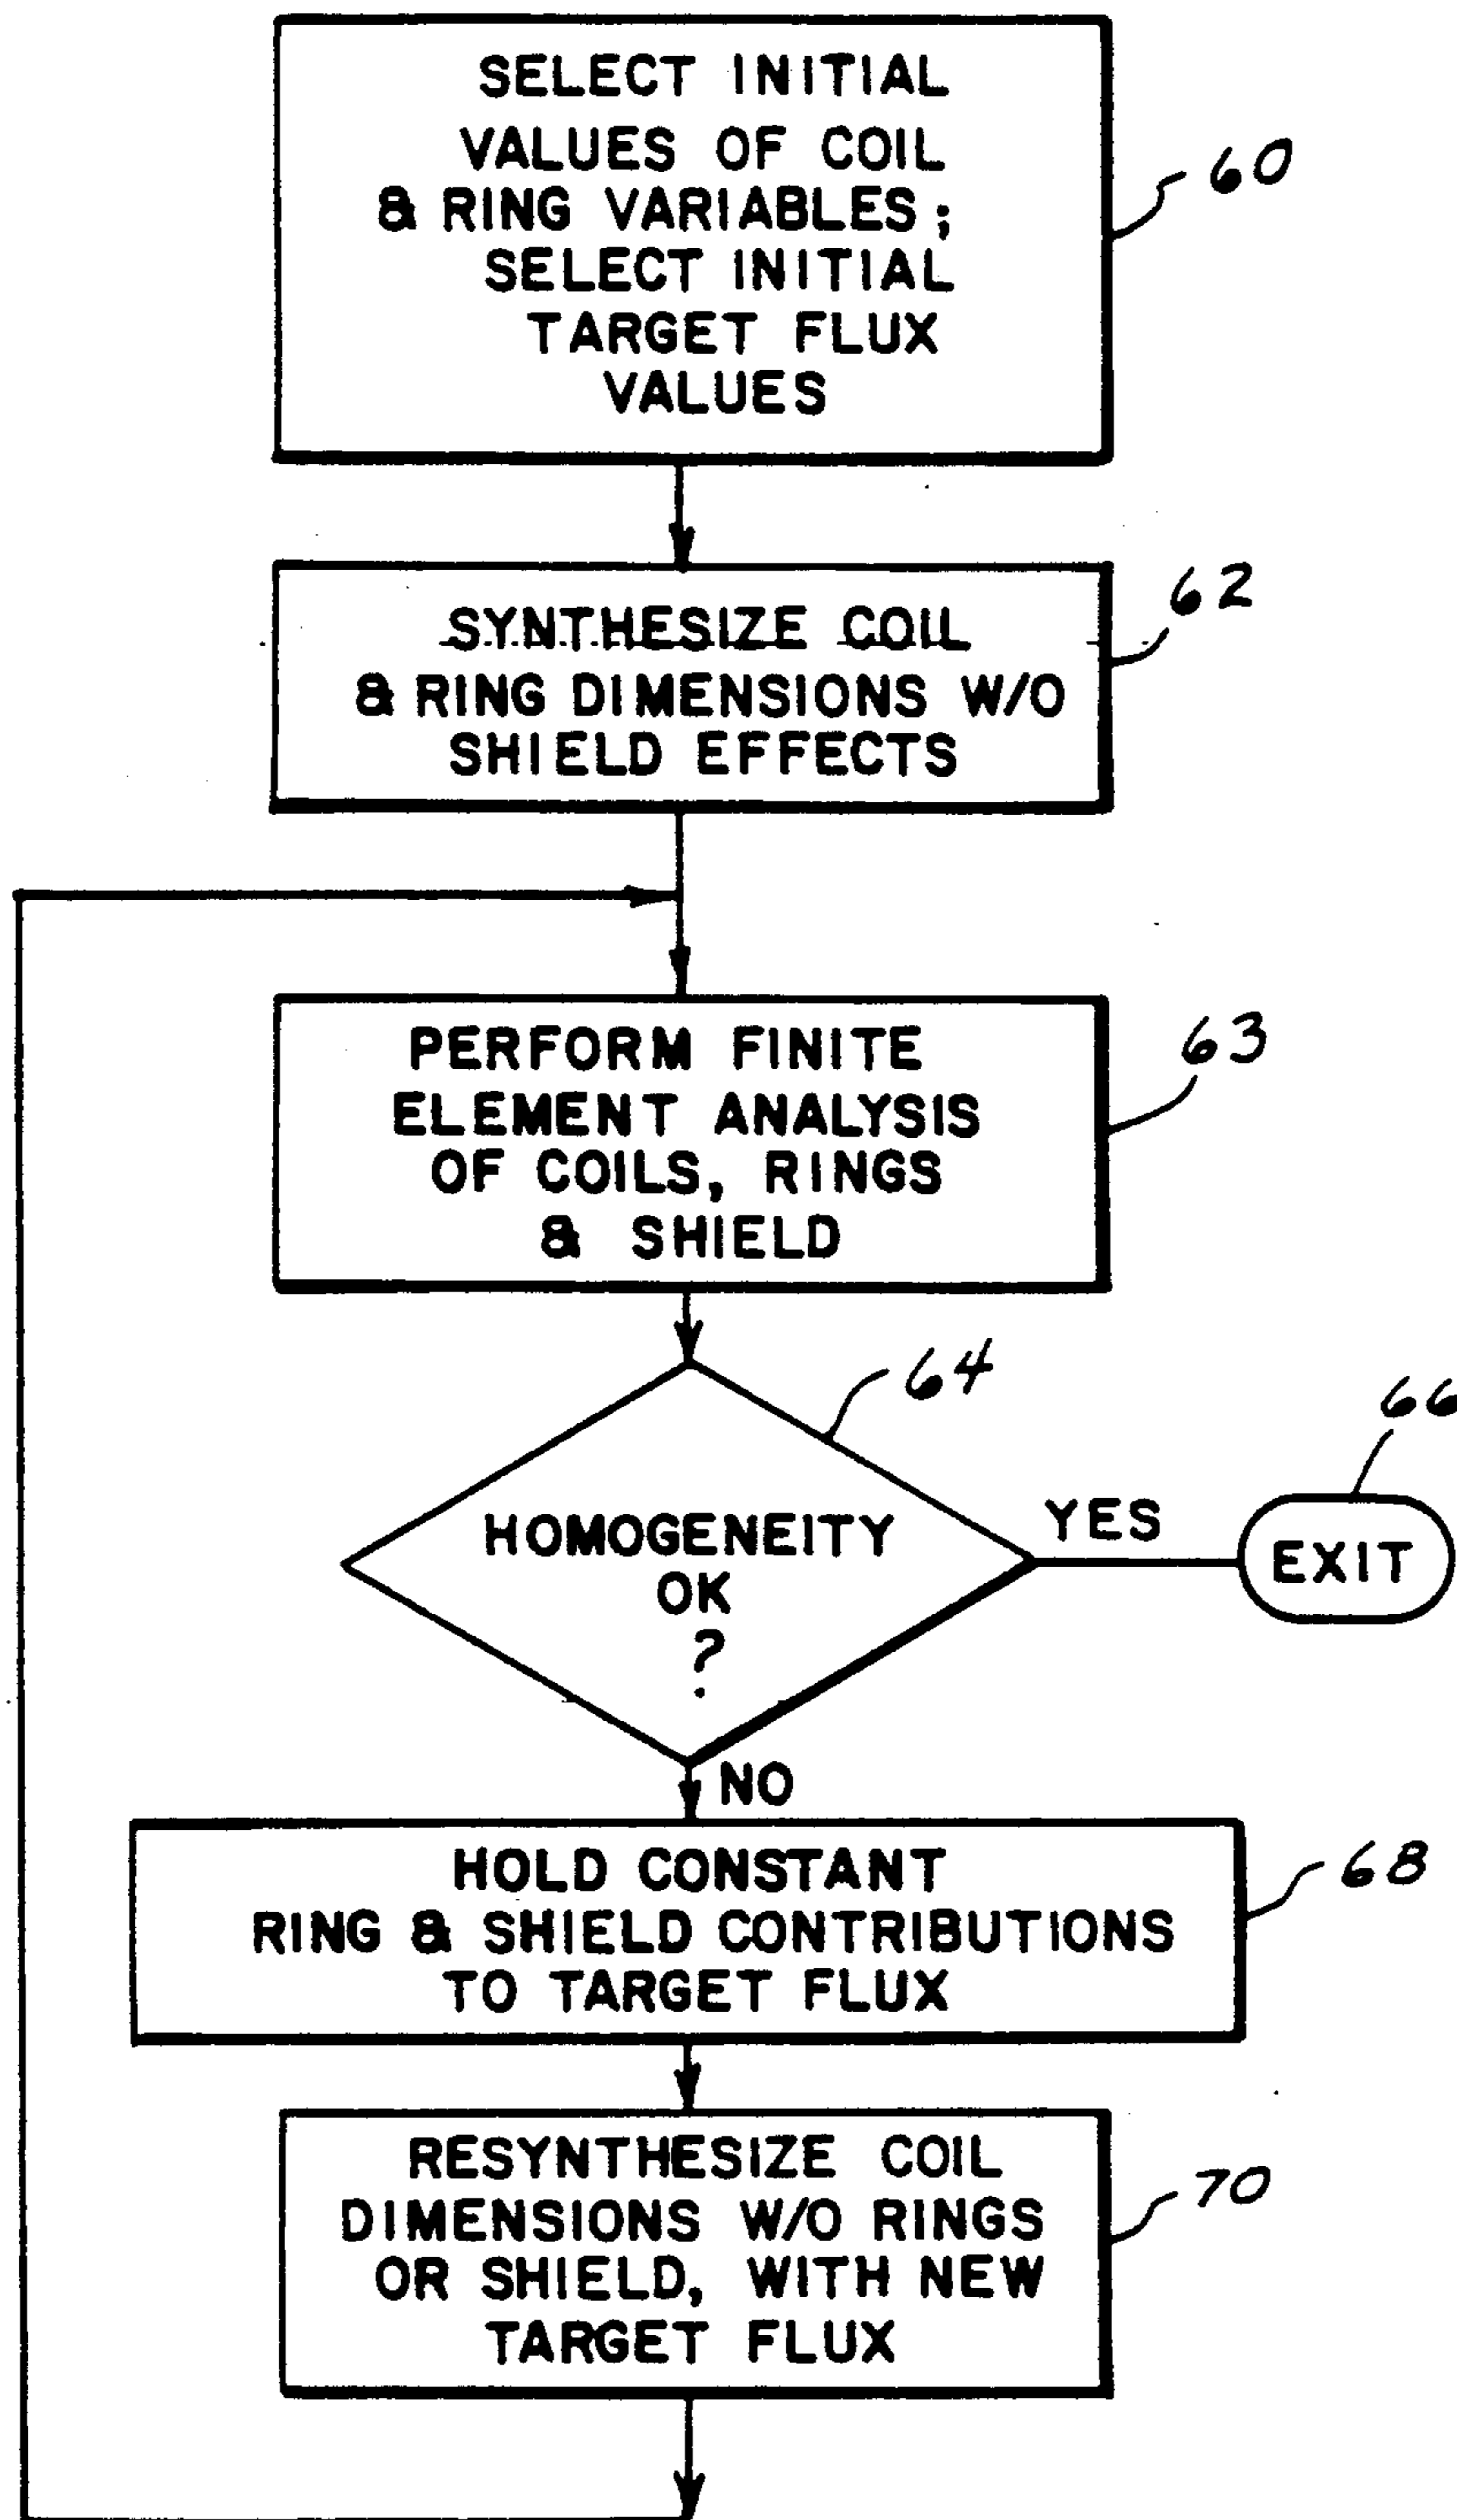 SELECT INITIAL
VALUES OF COIL
& RING VARIABLES;
SELECT INITIAL
TARGET FLUX
VALUES
60
SYNTHESIZE COIL
& RING DIMENSIONS W/O
SHIELD EFFECTS
62
PERFORM FINITE
ELEMENT ANALYSIS
OF COILS, RINGS
& SHIELD
63
64
66
HOMOGENEITY
OK
?
YES
EXIT
NO
HOLD CONSTANT
RING & SHIELD CONTRIBUTIONS
TO TARGET FLUX
68
RESYNTHESIZE COIL
DIMENSIONS W/O RINGS
OR SHIELD, WITH NEW
TARGET FLUX
70